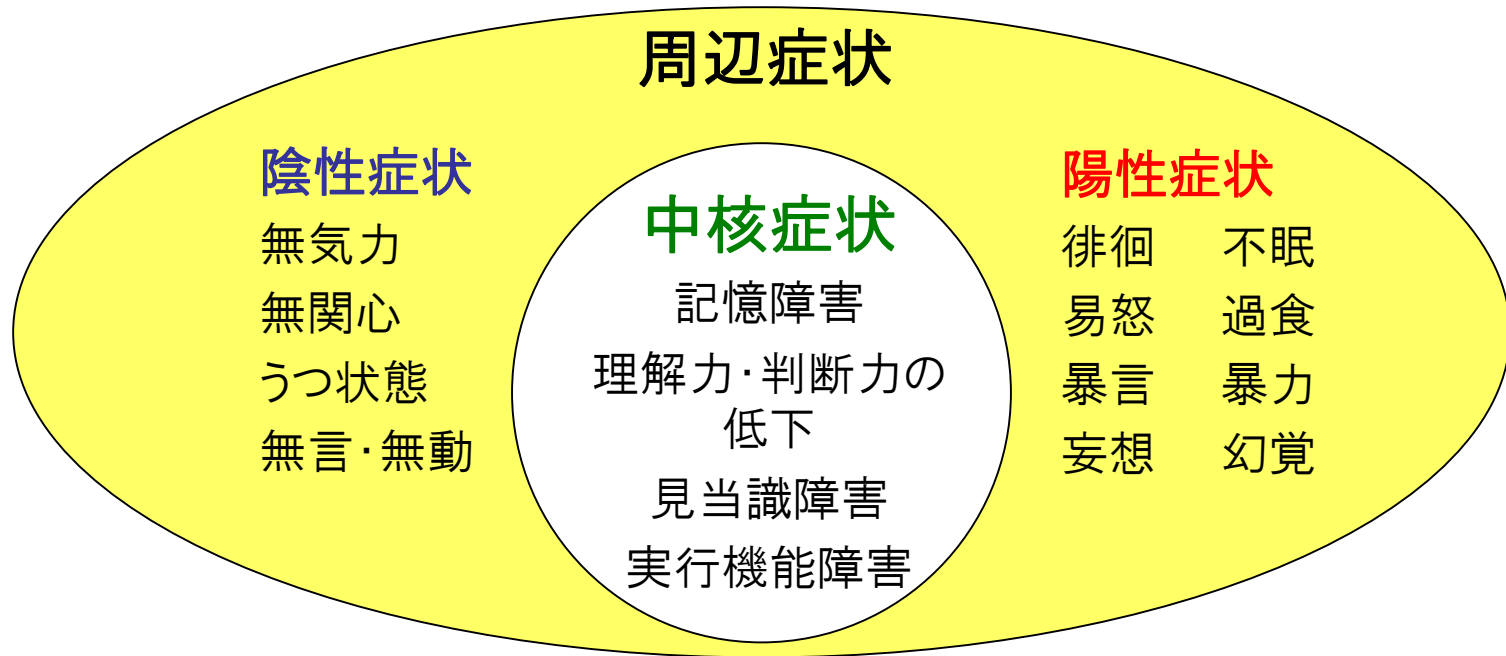 周辺症状
陰性症状
無気力
無関心
うつ状態
無言･無動
中核症状
記憶障害
理解力･判断力の
低下
見当識障害
実行機能障害
陽性症状
徘徊 不眠
易怒 過食
暴言 暴力
妄想 幻覚